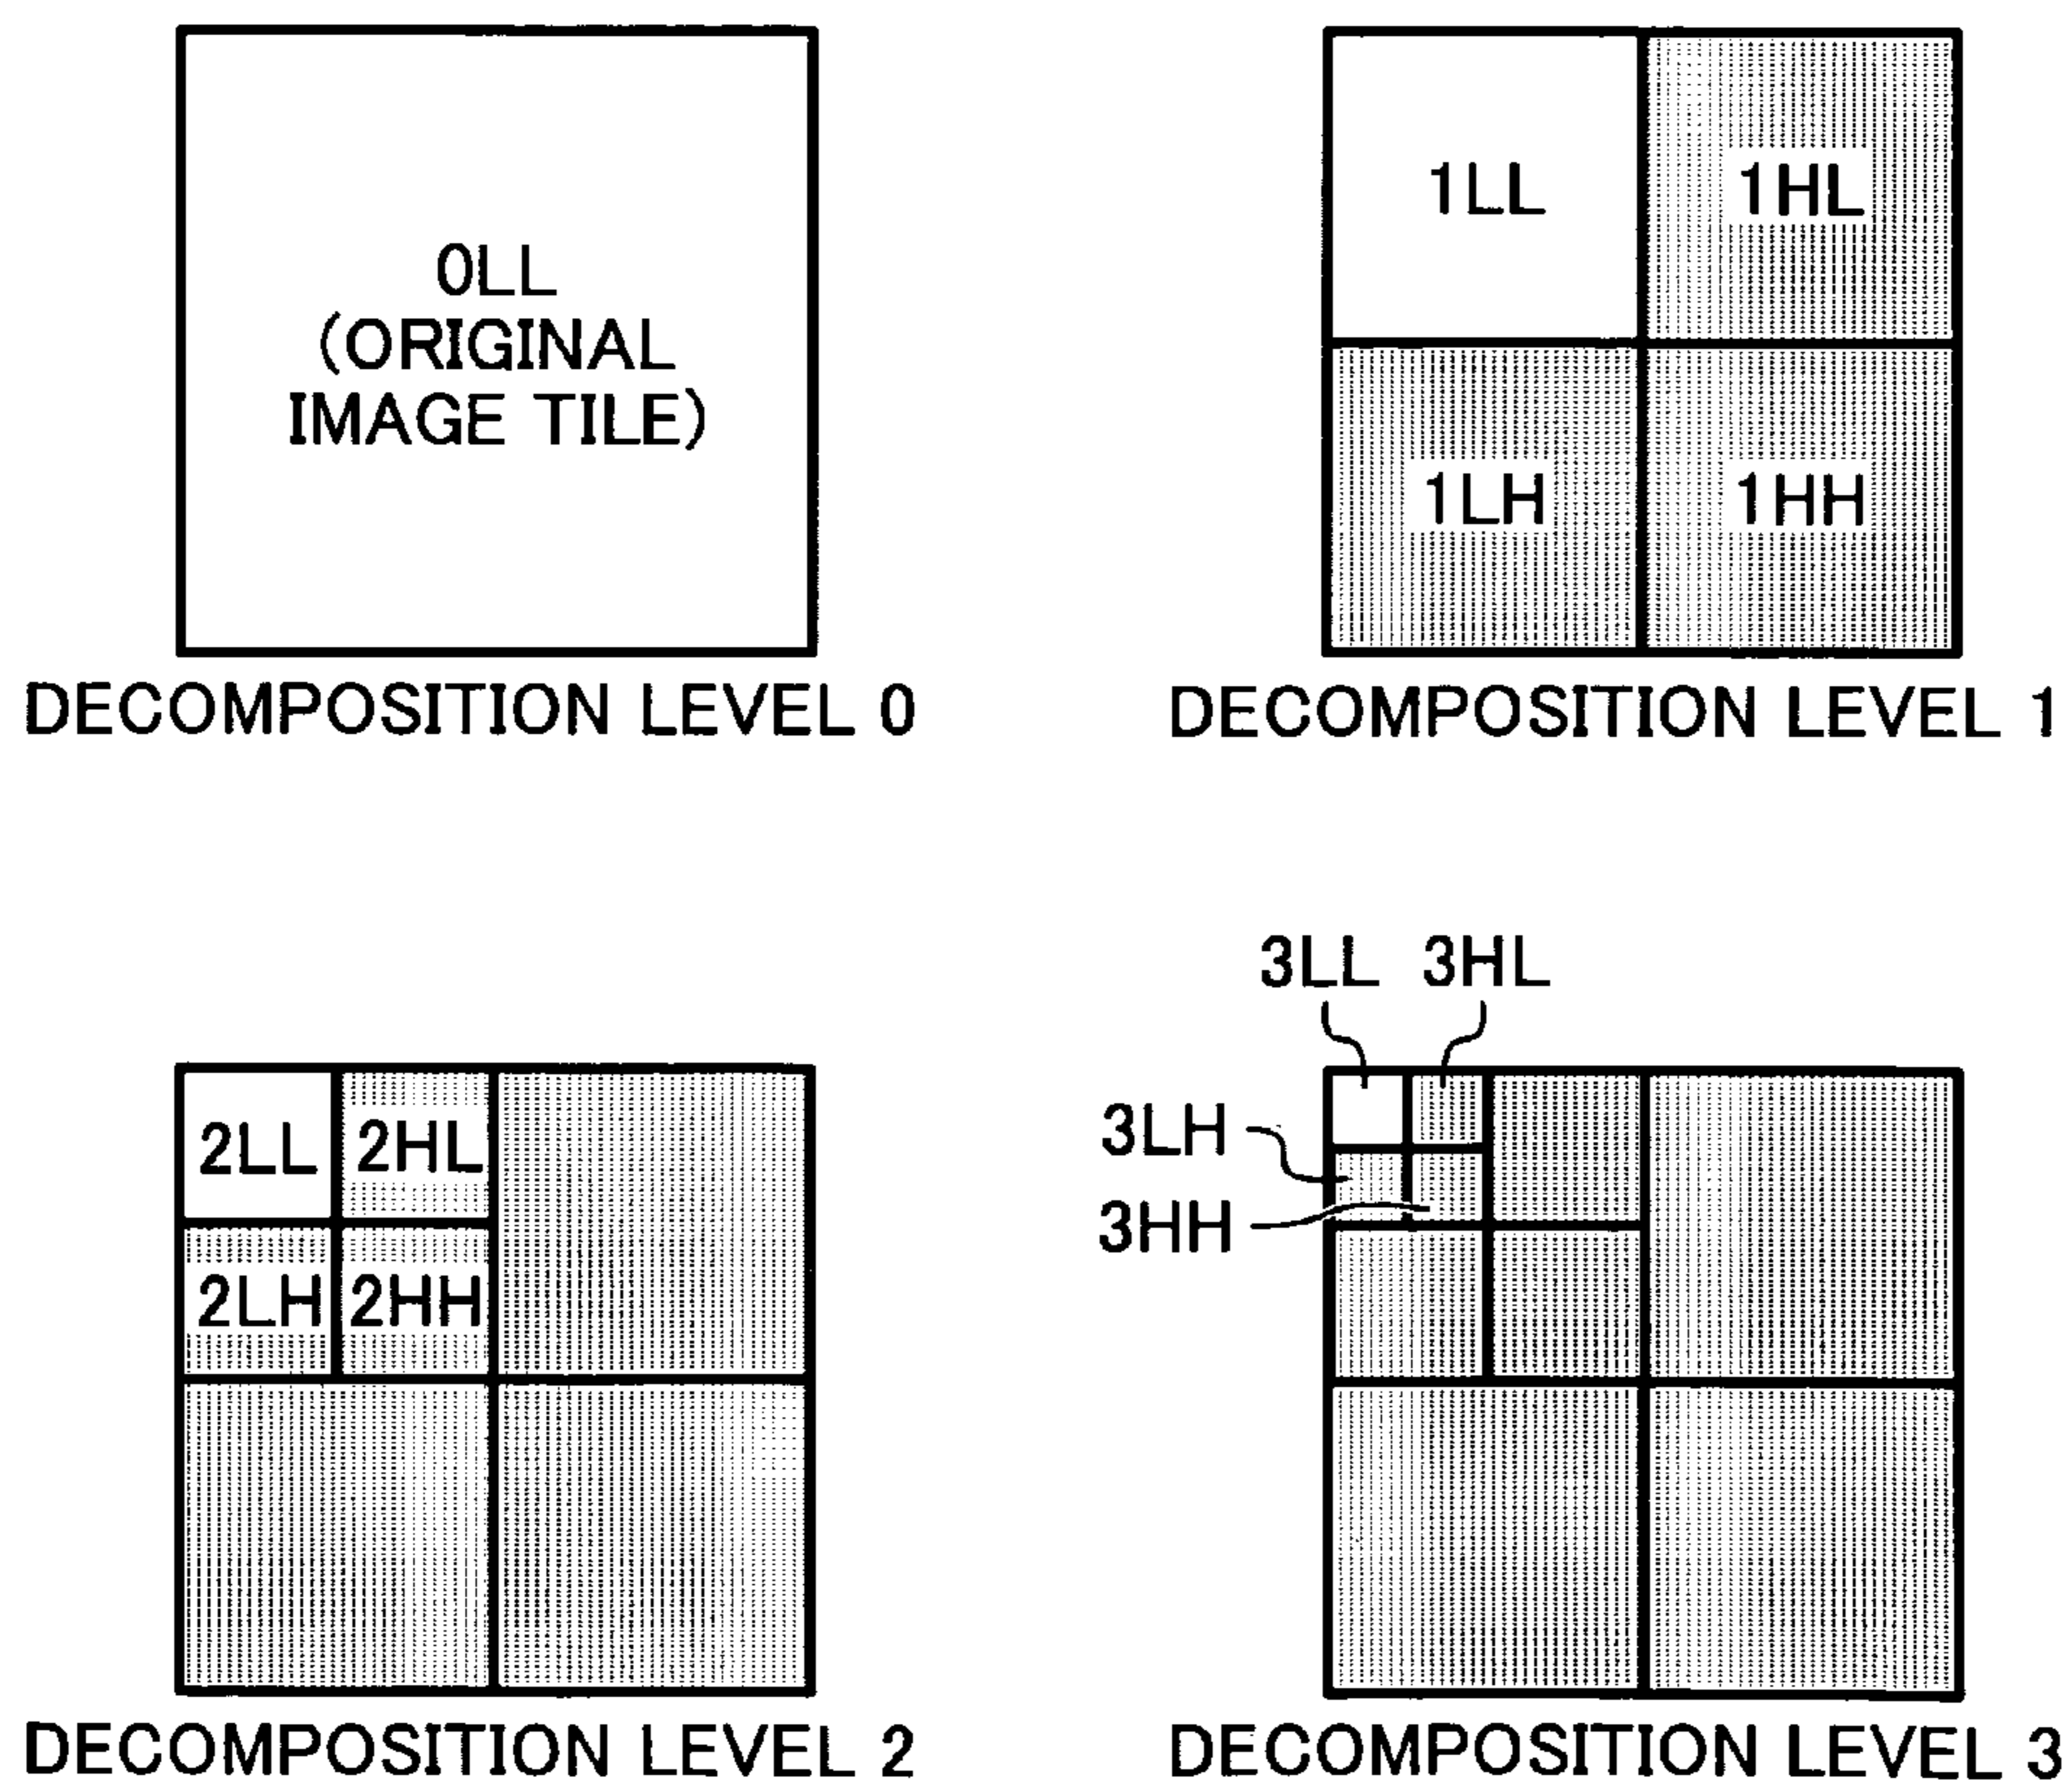 0LL
(ORIGINAL
IMAGE TILE)
DECOMPOSITION LEVEL 0
1LL 1HL
1LH 1HH
DECOMPOSITION LEVEL 1
2LL 2HL
2LH 2HH
DECOMPOSITION LEVEL 2
3LL 3HL
3LH
3HH
DECOMPOSITION LEVEL 3